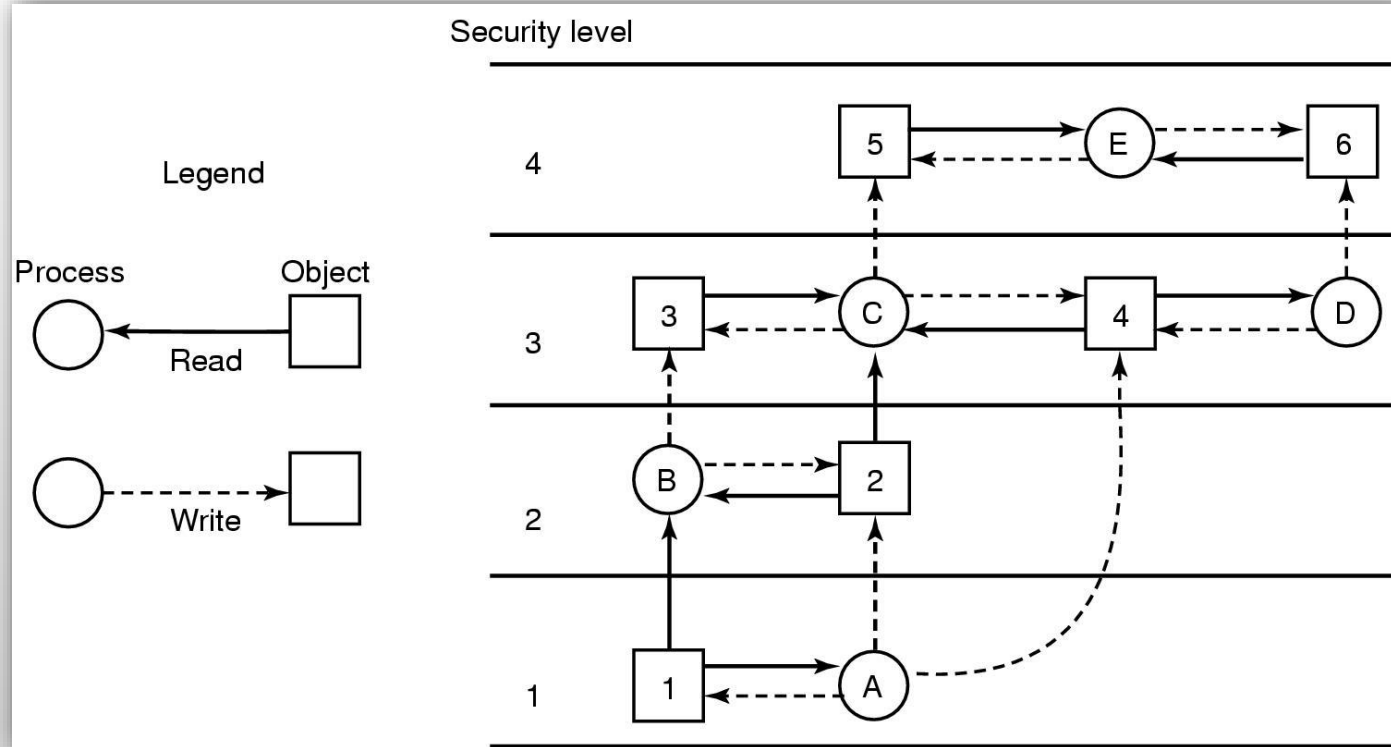 Security level
Legend
Process
Object
Read
Write
4
5
E
6
3
3
C
4
D
2
B
2
1
1
A